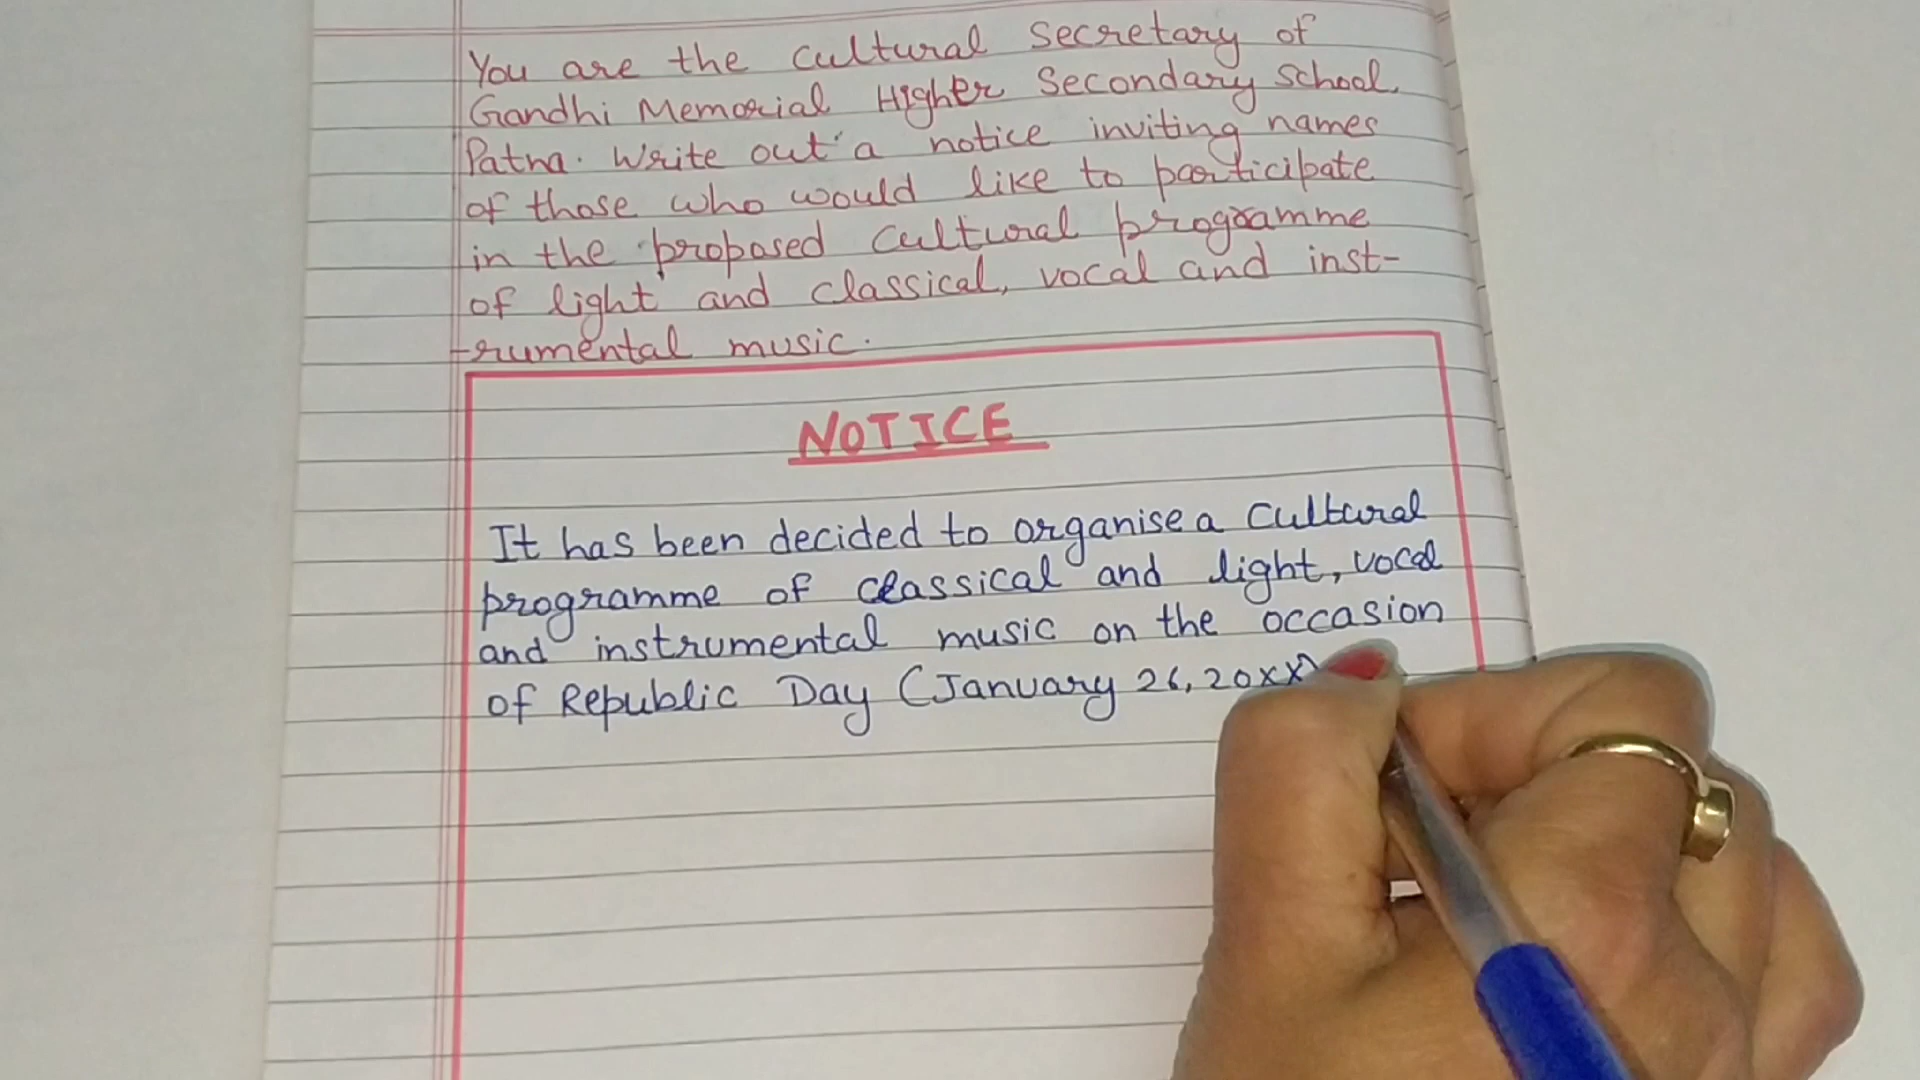 You are the cultural secretary of
Gandhi Memorial Higher Secondary School,
Patna. Write out a notice inviting names
of those who would like to participate
in the proposed cultural programme
of light and classical, vocal and inst-
-rumental music.
NOTICE
It has been decided to organise a cultural
programme of classical and light, vocal
and instrumental music on the occasion
of Republic Day (January 26, 20XX)